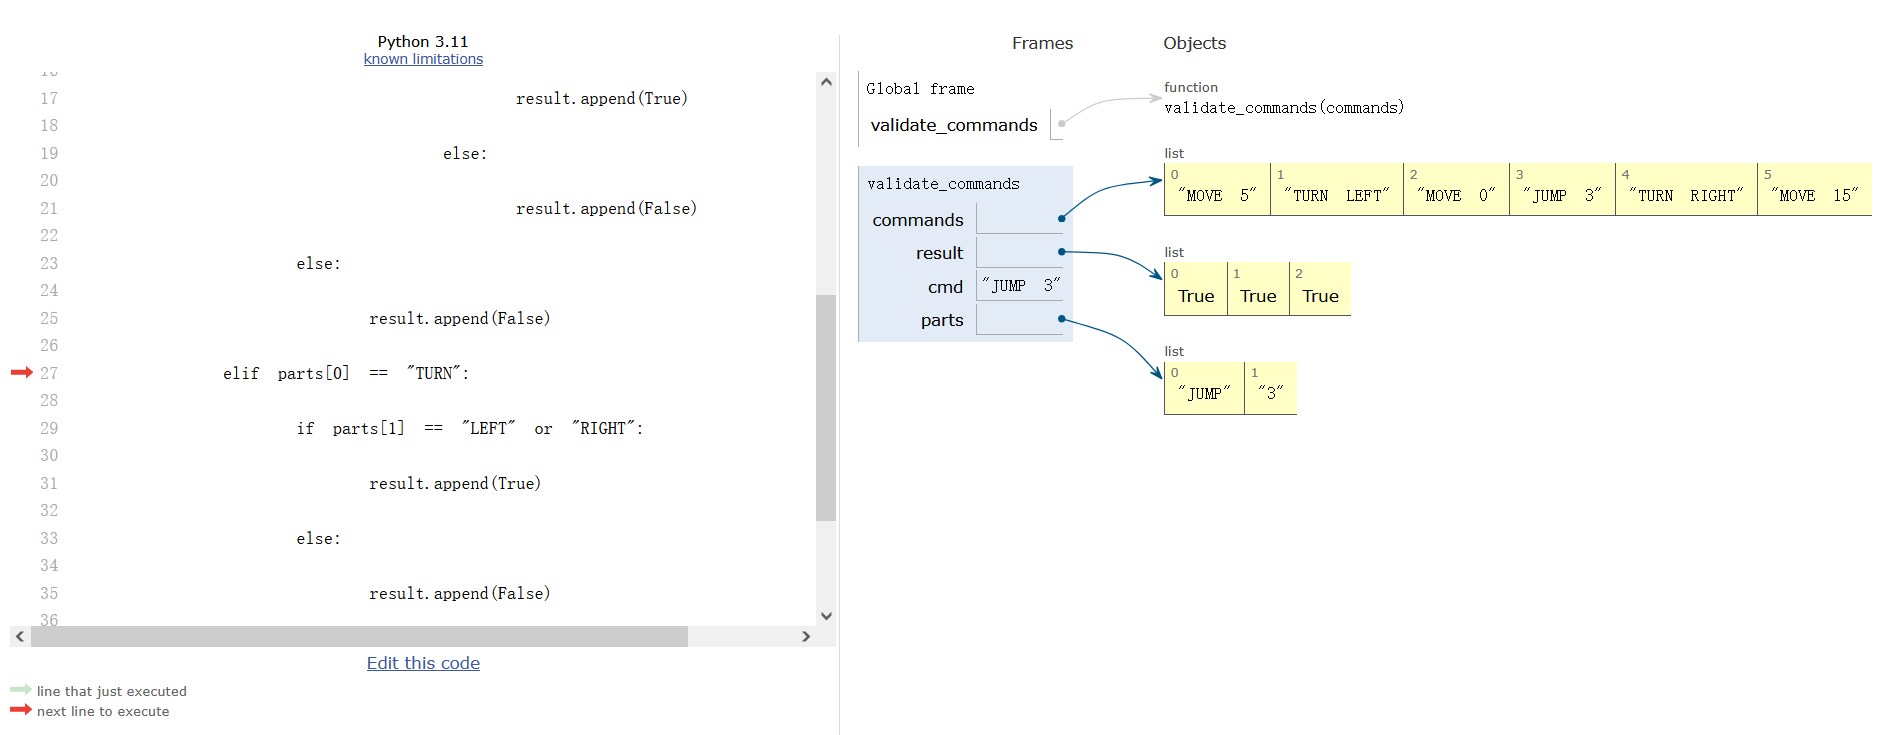 Python 3.11
known limitations
16
17 result.append(True)
18
19 else:
20
21 result.append(False)
22
23 else:
24
25 result.append(False)
26
27 elif parts[0] == "TURN":
28
29 if parts[1] == "LEFT" or "RIGHT":
30
31 result.append(True)
32
33 else:
34
35 result.append(False)
36
Edit this code
line that just executed
next line to execute
Frames Objects
Global frame
validate_commands
function
validate_commands(commands)
validate_commands
commands
result
cmd "JUMP  3"
parts
list
0 1 2 3 4 5
"MOVE  5" "TURN  LEFT" "MOVE  0" "JUMP  3" "TURN  RIGHT" "MOVE  15"
list
0 1 2
True True True
list
0 1
"JUMP" "3"